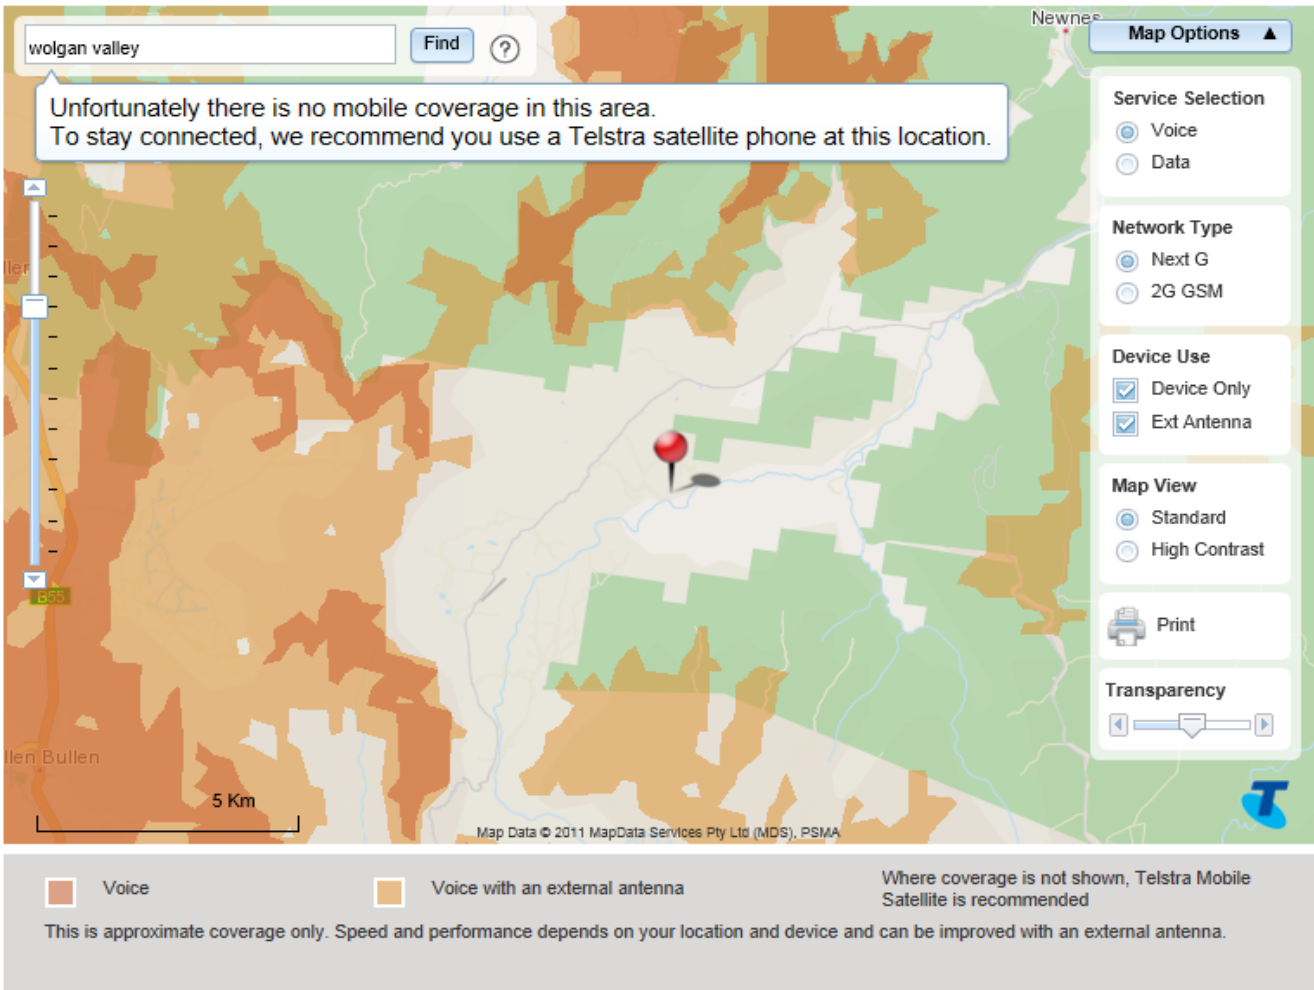 Newnes
wolgan valley
Find
?
Map Options ▲
Unfortunately there is no mobile coverage in this area.
To stay connected, we recommend you use a Telstra satellite phone at this location.
Service Selection
Voice
Data
Network Type
Next G
2G GSM
Device Use
Device Only
Ext Antenna
Map View
Standard
High Contrast
Print
Transparency
ller
B55
llen Bullen
5 Km
Map Data © 2011 MapData Services Pty Ltd (MDS), PSMA
T
Voice
Voice with an external antenna
Where coverage is not shown, Telstra Mobile
Satellite is recommended
This is approximate coverage only. Speed and performance depends on your location and device and can be improved with an external antenna.